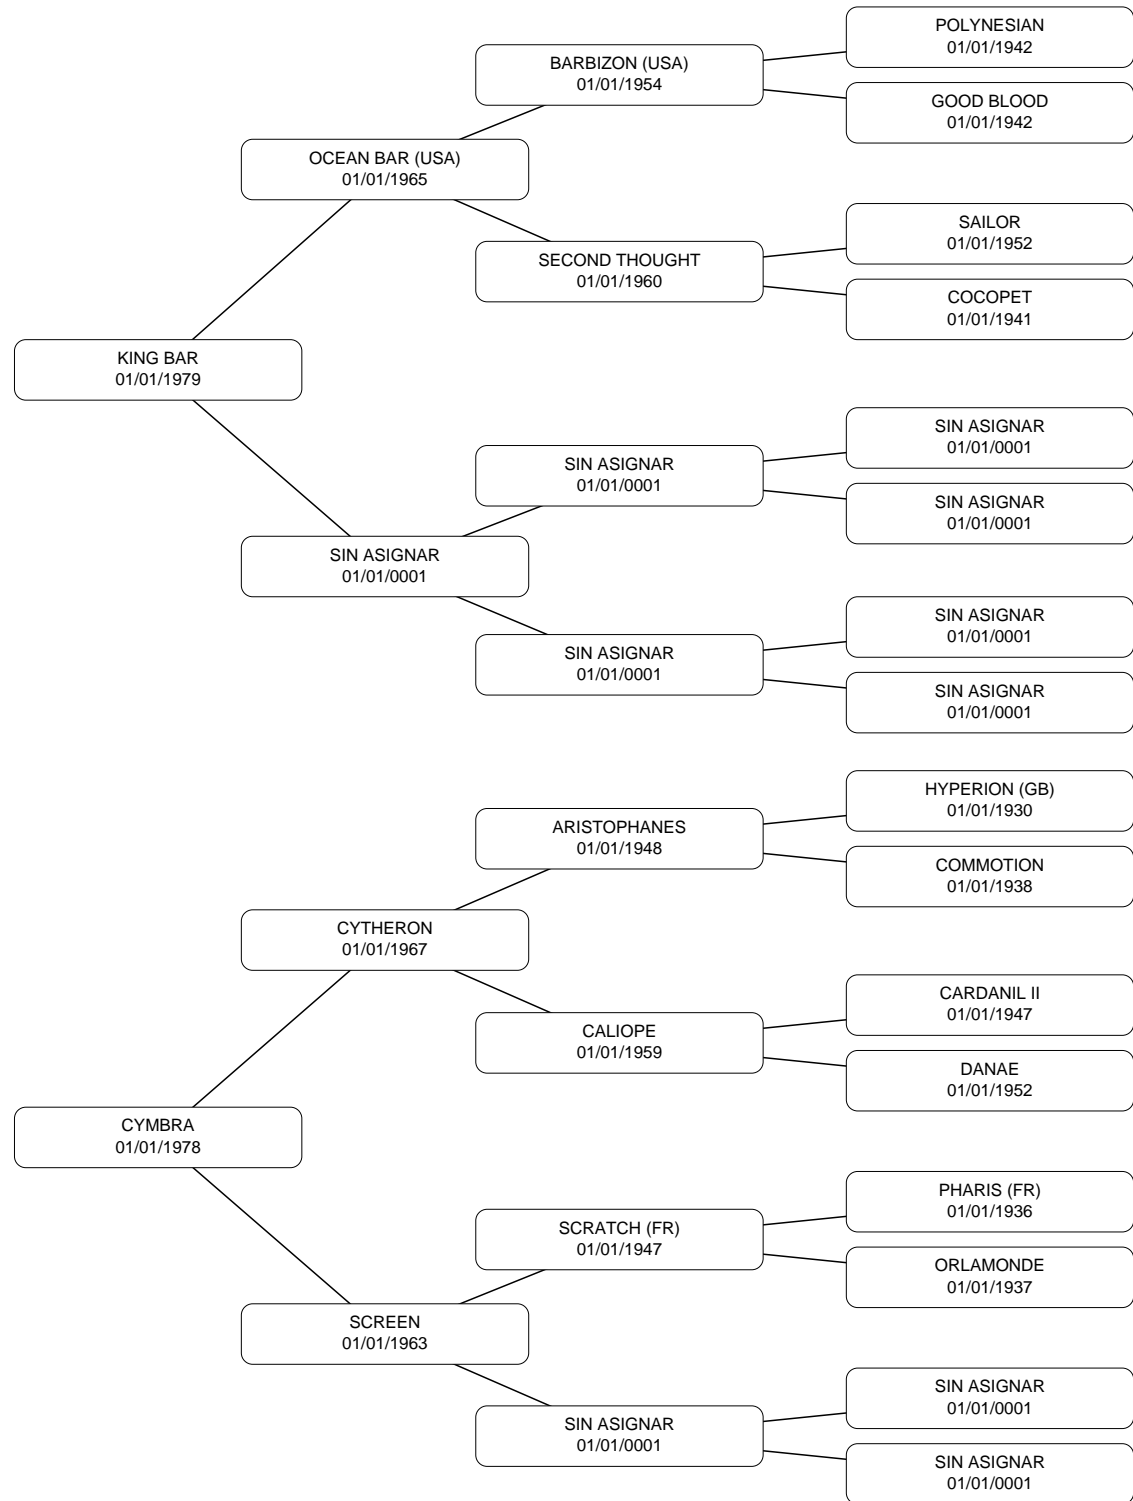 POLYNESIAN
01/01/1942
BARBIZON (USA)
01/01/1954
GOOD BLOOD
01/01/1942
OCEAN BAR (USA)
01/01/1965
SAILOR
01/01/1952
SECOND THOUGHT
01/01/1960
COCOPET
01/01/1941
KING BAR
01/01/1979
SIN ASIGNAR
01/01/0001
SIN ASIGNAR
01/01/0001
SIN ASIGNAR
01/01/0001
SIN ASIGNAR
01/01/0001
SIN ASIGNAR
01/01/0001
SIN ASIGNAR
01/01/0001
SIN ASIGNAR
01/01/0001
HYPERION (GB)
01/01/1930
ARISTOPHANES
01/01/1948
COMMOTION
01/01/1938
CYTHERON
01/01/1967
CARDANIL II
01/01/1947
CALIOPE
01/01/1959
DANAE
01/01/1952
CYMBRA
01/01/1978
PHARIS (FR)
01/01/1936
SCRATCH (FR)
01/01/1947
ORLAMONDE
01/01/1937
SCREEN
01/01/1963
SIN ASIGNAR
01/01/0001
SIN ASIGNAR
01/01/0001
SIN ASIGNAR
01/01/0001